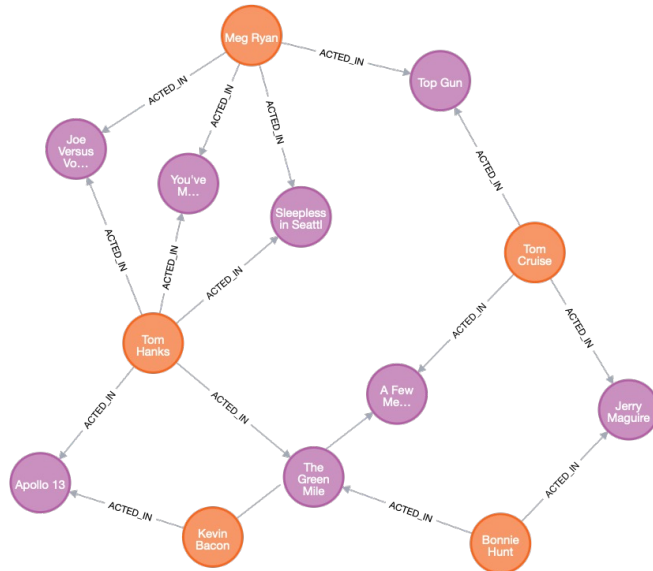 Meg Ryan
ACTED_IN
ACTED_IN
ACTED_IN
ACTED_IN
Top Gun
Joe
Versus
Vo...
You've
M...
Sleepless
in Seattl
ACTED_IN
ACTED_IN
ACTED_IN
ACTED_IN
Tom
Cruise
Tom
Hanks
ACTED_IN
ACTED_IN
A Few
Me...
Jerry
Maguire
ACTED_IN
ACTED_IN
Apollo 13
The
Green
Mile
ACTED_IN
ACTED_IN
ACTED_IN
Kevin
Bacon
Bonnie
Hunt